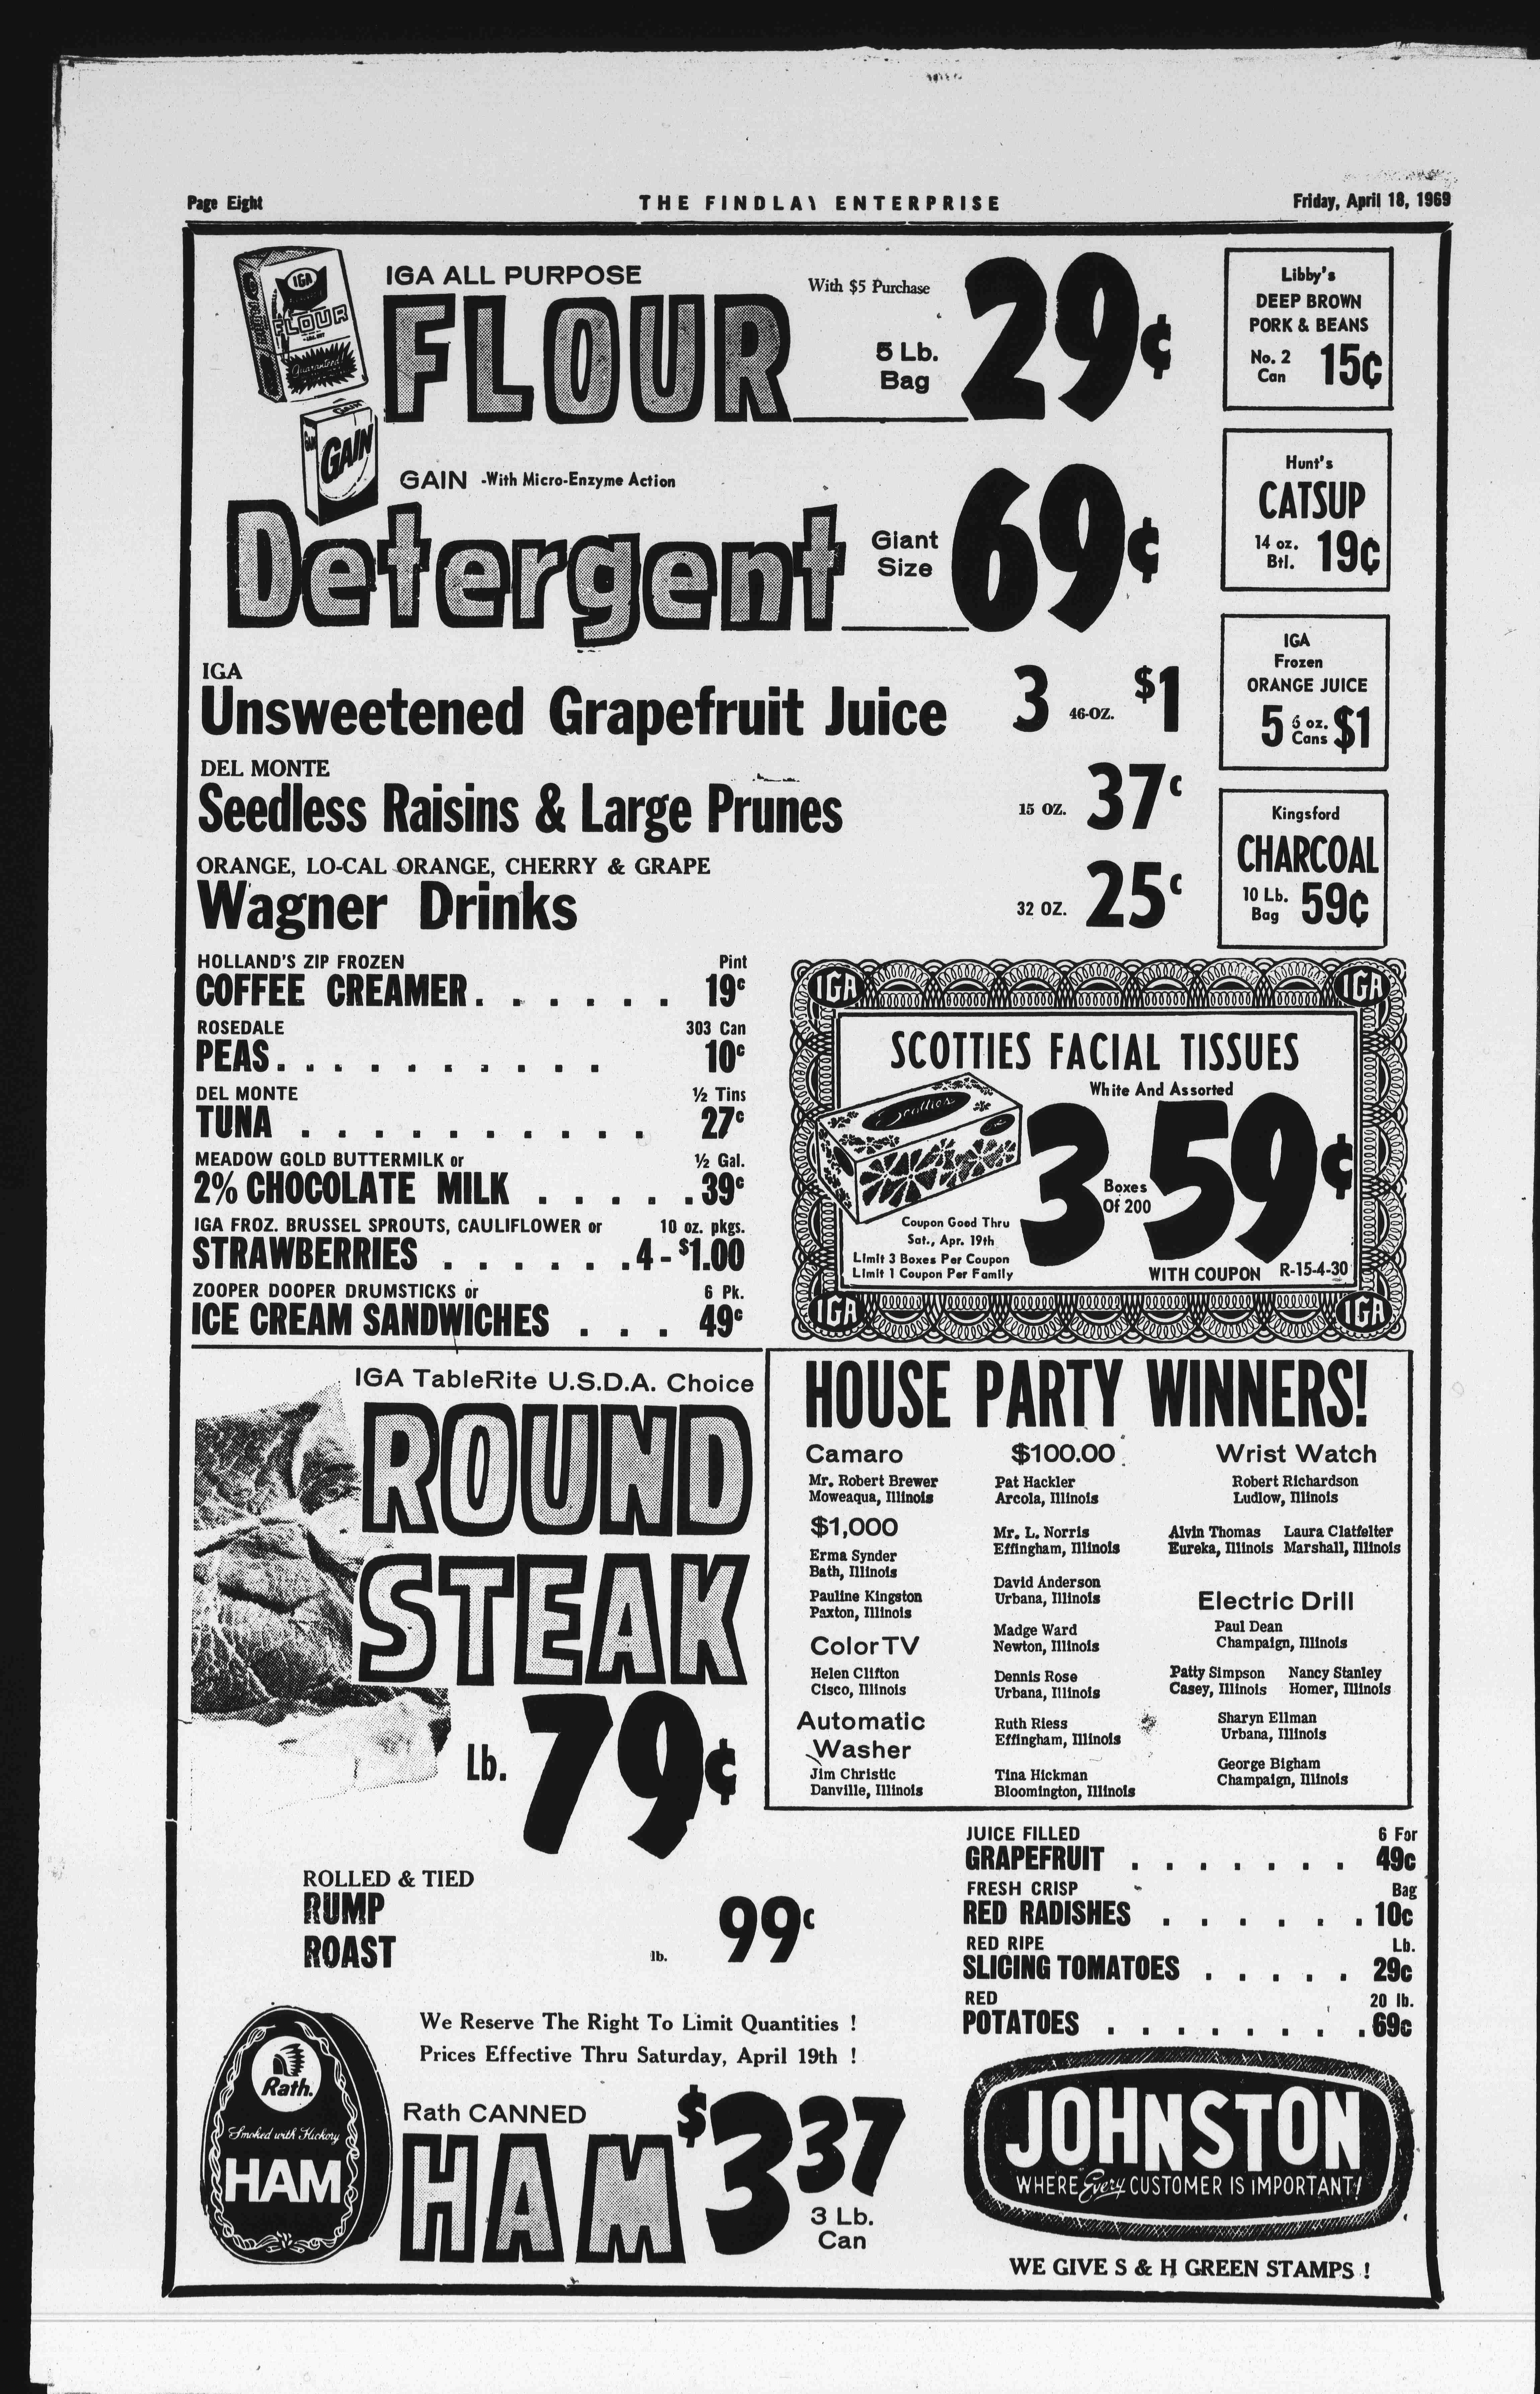 Page Eight
THE FINDLAY ENTERPRISE
Friday, April 18, 1969
IGA
FLOUR
Guaranteed
IGA ALL PURPOSE
FLOUR
With $5 Purchase
5 Lb.
Bag
29¢
GAIN
GAIN -With Micro-Enzyme Action
Detergent
Giant
Size
69¢
Libby's
DEEP BROWN
PORK & BEANS
No. 2
Can
15¢
Hunt's
CATSUP
14 oz.
Btl.
19¢
IGA
Frozen
ORANGE JUICE
5 6 oz. Cans $1
Kingsford
CHARCOAL
10 Lb.
Bag
59¢
IGA
Unsweetened Grapefruit Juice 3 46-OZ. $1
DEL MONTE
Seedless Raisins & Large Prunes 15 OZ. 37c
ORANGE, LO-CAL ORANGE, CHERRY & GRAPE
Wagner Drinks 32 OZ. 25c
HOLLAND'S ZIP FROZEN Pint
COFFEE CREAMER . . . . . . . 19c
ROSEDALE 303 Can
PEAS . . . . . . . . . . . 10c
DEL MONTE ½ Tins
TUNA . . . . . . . . . . 27c
MEADOW GOLD BUTTERMILK or ½ Gal.
2% CHOCOLATE MILK . . . . . 39c
IGA FROZ. BRUSSEL SPROUTS, CAULIFLOWER or 10 oz. pkgs.
STRAWBERRIES . . . . . . . 4 - $1.00
ZOOPER DOOPER DRUMSTICKS or 6 Pk.
ICE CREAM SANDWICHES . . . 49c
IGA IGA
SCOTTIES FACIAL TISSUES
White And Assorted
Scotties
3 Boxes Of 200 59¢
Coupon Good Thru
Sat., Apr. 19th
Limit 3 Boxes Per Coupon
Limit 1 Coupon Per Family
WITH COUPON R-15-4-30
IGA IGA
IGA TableRite U.S.D.A. Choice
ROUND
STEAK
Lb. 79¢
HOUSE PARTY WINNERS!
Camaro
Mr. Robert Brewer
Moweaqua, Illinois
$1,000
Erma Synder
Bath, Illinois
Pauline Kingston
Paxton, Illinois
Color TV
Helen Clifton
Cisco, Illinois
Automatic
Washer
Jim Christic
Danville, Illinois
$100.00
Pat Hackler
Arcola, Illinois
Mr. L. Norris
Effingham, Illinois
David Anderson
Urbana, Illinois
Madge Ward
Newton, Illinois
Dennis Rose
Urbana, Illinois
Ruth Riess
Effingham, Illinois
Tina Hickman
Bloomington, Illinois
Wrist Watch
Robert Richardson
Ludlow, Illinois
Alvin Thomas Laura Clatfelter
Eureka, Illinois Marshall, Illinois
Electric Drill
Paul Dean
Champaign, Illinois
Patty Simpson Nancy Stanley
Casey, Illinois Homer, Illinois
Sharyn Ellman
Urbana, Illinois
George Bigham
Champaign, Illinois
ROLLED & TIED
RUMP
ROAST
lb. 99c
JUICE FILLED 6 For
GRAPEFRUIT . . . . . . . 49c
FRESH CRISP Bag
RED RADISHES . . . . . . 10c
RED RIPE Lb.
SLICING TOMATOES . . . . . 29c
RED 20 lb.
POTATOES . . . . . . . . 69c
We Reserve The Right To Limit Quantities !
Prices Effective Thru Saturday, April 19th !
Rath.
Smoked with Hickory
HAM
Rath CANNED
HAM
$3 37
3 Lb.
Can
JOHNSTON
WHERE Every CUSTOMER IS IMPORTANT!
WE GIVE S & H GREEN STAMPS !